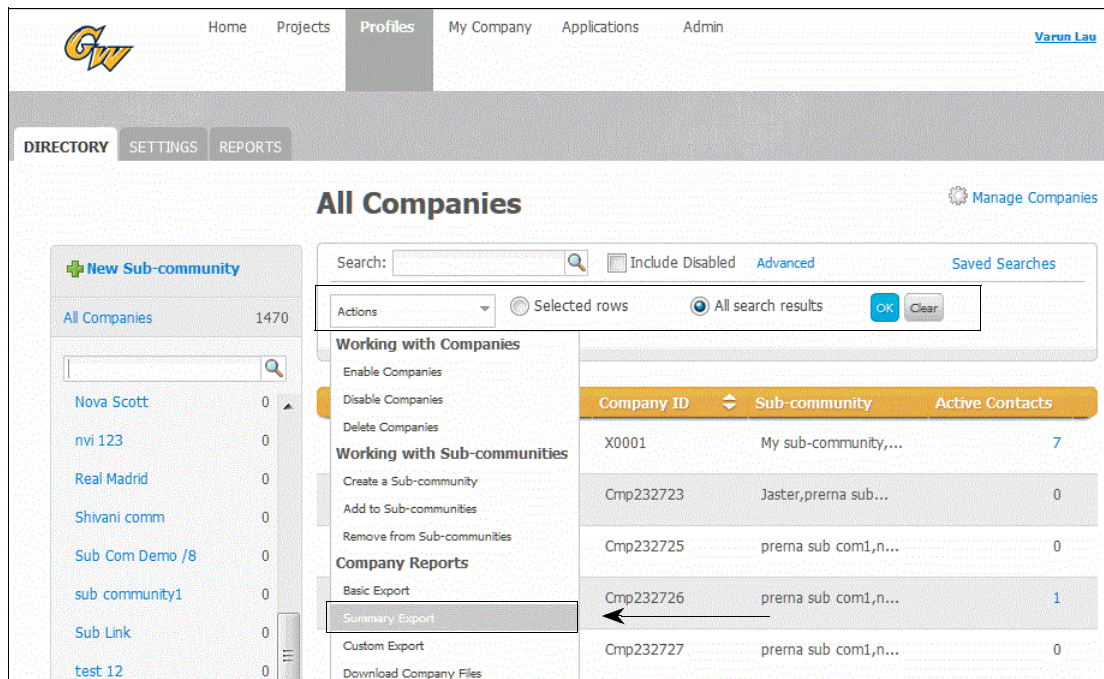 GW
Home Projects Profiles My Company Applications Admin
Varun Lau
DIRECTORY SETTINGS REPORTS
All Companies
Manage Companies
New Sub-community
All Companies 1470
Nova Scott 0
nvi 123 0
Real Madrid 0
Shivani comm 0
Sub Com Demo /8 0
sub community1 0
Sub Link 0
test 12 0
Search: Include Disabled Advanced Saved Searches
Actions Selected rows All search results OK Clear
Working with Companies
Enable Companies
Disable Companies
Delete Companies
Working with Sub-communities
Create a Sub-community
Add to Sub-communities
Remove from Sub-communities
Company Reports
Basic Export
Summary Export
Custom Export
Download Company Files
Company ID Sub-community Active Contacts
X0001 My sub-community,... 7
Cmp232723 Jaster,prerna sub... 0
Cmp232725 prerna sub com1,n... 0
Cmp232726 prerna sub com1,n... 1
Cmp232727 prerna sub com1,n... 0